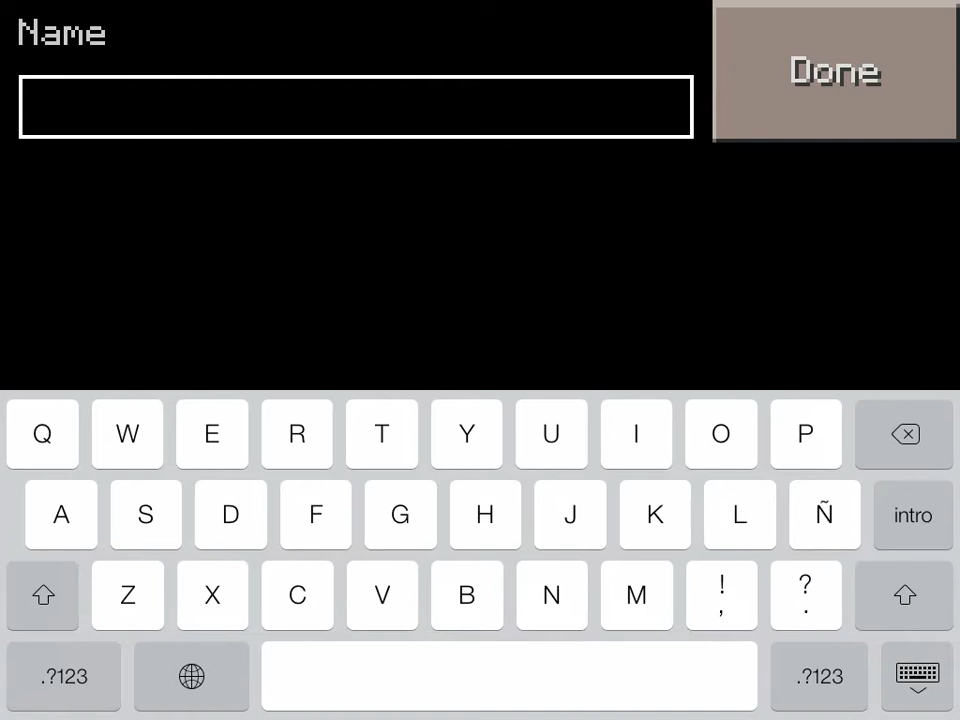 Name
Done
Q W E R T Y U I O P
A S D F G H J K L Ñ intro
Z X C V B N M ! , ? .
.?123 .?123